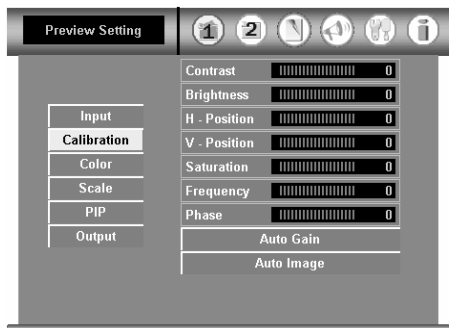 Preview Setting
1 2 i
Contrast 0
Brightness 0
H - Position 0
V - Position 0
Saturation 0
Frequency 0
Phase 0
Auto Gain
Auto Image
Input
Calibration
Color
Scale
PIP
Output